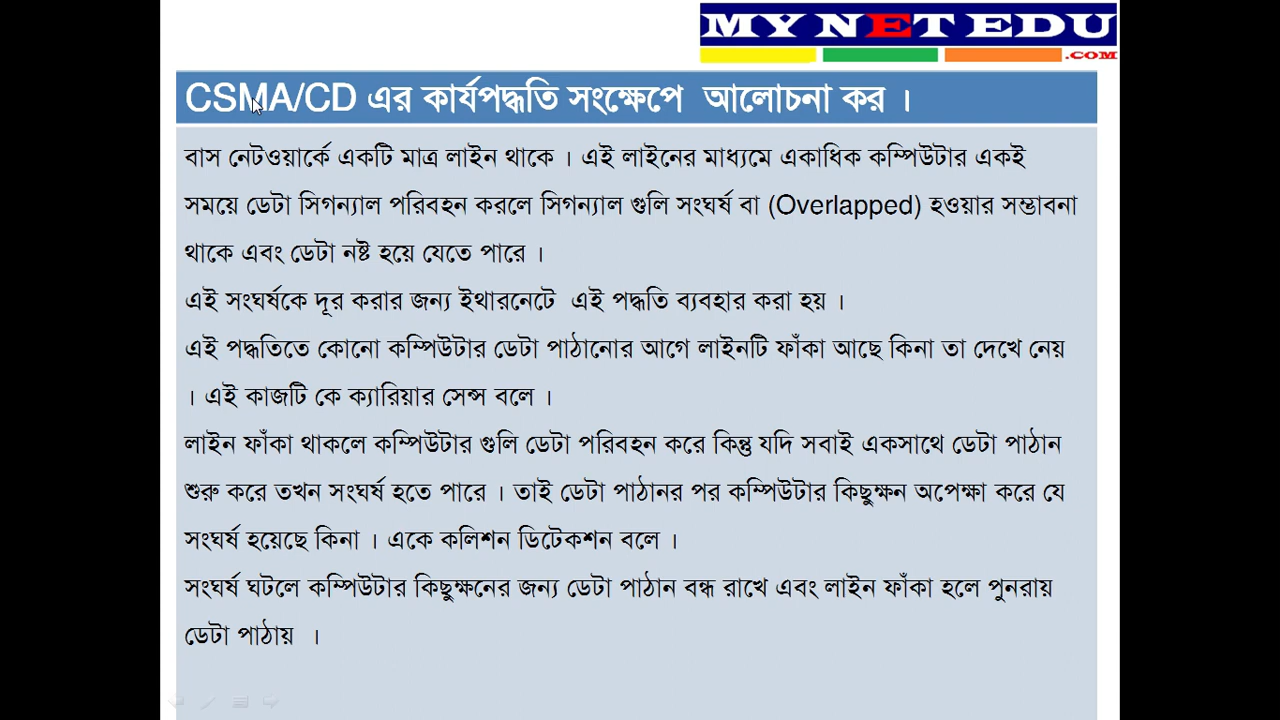 MY NET EDU
.COM
CSMA/CD এর কার্যপদ্ধতি সংক্ষেপে আলোচনা কর ।
বাস নেটওয়ার্কে একটি মাত্র লাইন থাকে । এই লাইনের মাধ্যমে একাধিক কম্পিউটার একই
সময়ে ডেটা সিগন্যাল পরিবহন করলে সিগন্যাল গুলি সংঘর্ষ বা (Overlapped) হওয়ার সম্ভাবনা
থাকে এবং ডেটা নষ্ট হয়ে যেতে পারে ।
এই সংঘর্ষকে দূর করার জন্য ইথারনেটে এই পদ্ধতি ব্যবহার করা হয় ।
এই পদ্ধতিতে কোনো কম্পিউটার ডেটা পাঠানোর আগে লাইনটি ফাঁকা আছে কিনা তা দেখে নেয়
। এই কাজটি কে ক্যারিয়ার সেন্স বলে ।
লাইন ফাঁকা থাকলে কম্পিউটার গুলি ডেটা পরিবহন করে কিন্তু যদি সবাই একসাথে ডেটা পাঠান
শুরু করে তখন সংঘর্ষ হতে পারে । তাই ডেটা পাঠানর পর কম্পিউটার কিছুক্ষন অপেক্ষা করে যে
সংঘর্ষ হয়েছে কিনা । একে কলিশন ডিটেকশন বলে ।
সংঘর্ষ ঘটলে কম্পিউটার কিছুক্ষনের জন্য ডেটা পাঠান বন্ধ রাখে এবং লাইন ফাঁকা হলে পুনরায়
ডেটা পাঠায় ।